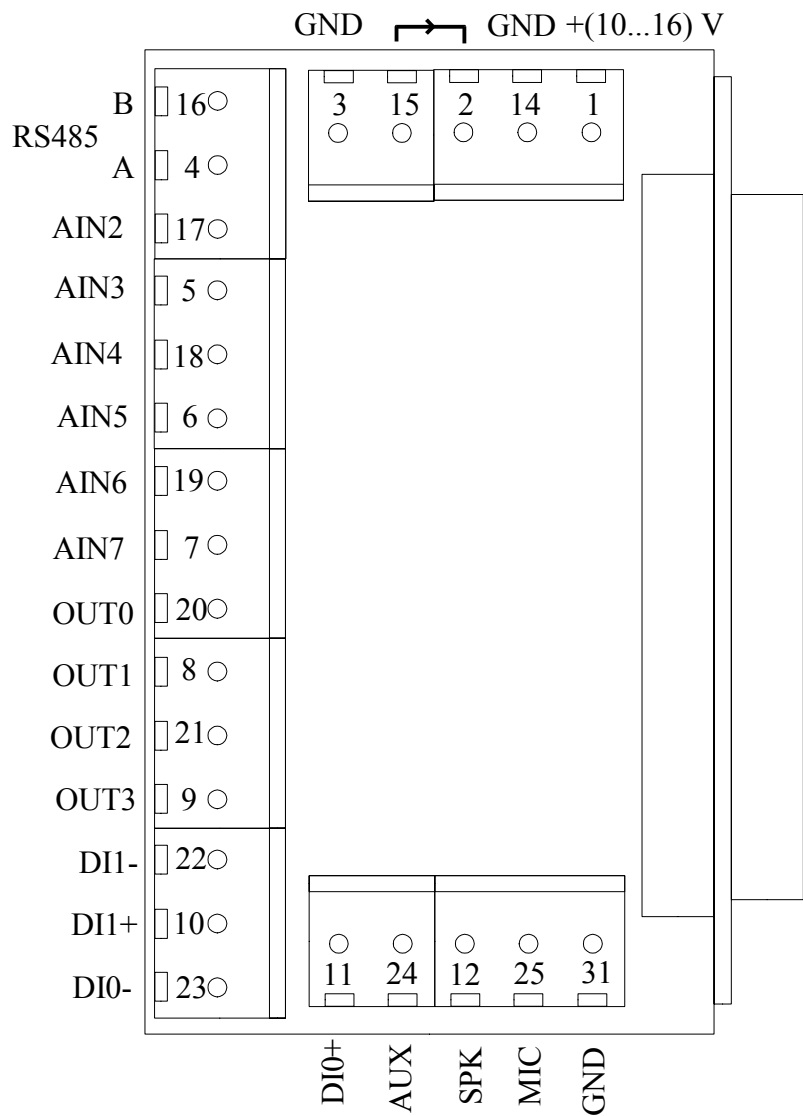 GND GND +(10...16) V
3 15 2 14 1
B 16
RS485
A 4
AIN2 17
AIN3 5
AIN4 18
AIN5 6
AIN6 19
AIN7 7
OUT0 20
OUT1 8
OUT2 21
OUT3 9
DI1- 22
DI1+ 10
DI0- 23
11 24 12 25 31
DI0+
AUX
SPK
MIC
GND